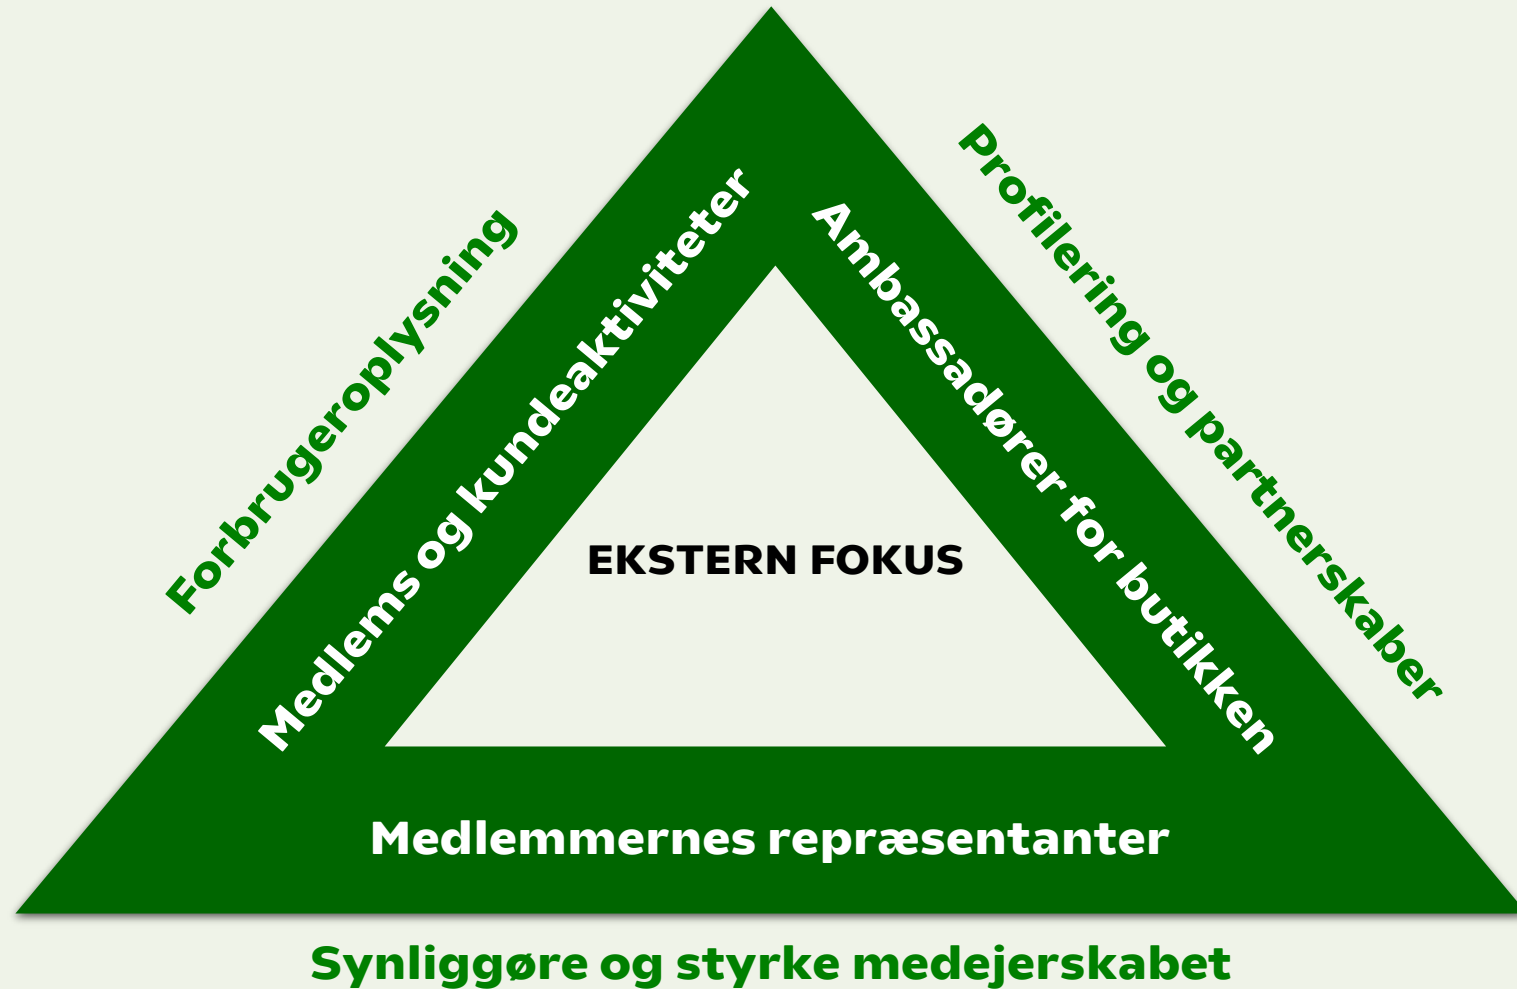 Forbrugeroplysning
Medlems og kundeaktiviteter
Ambassadører for butikken
Profilering og partnerskaber
EKSTERN FOKUS
Medlemmernes repræsentanter
Synliggøre og styrke medejerskabet